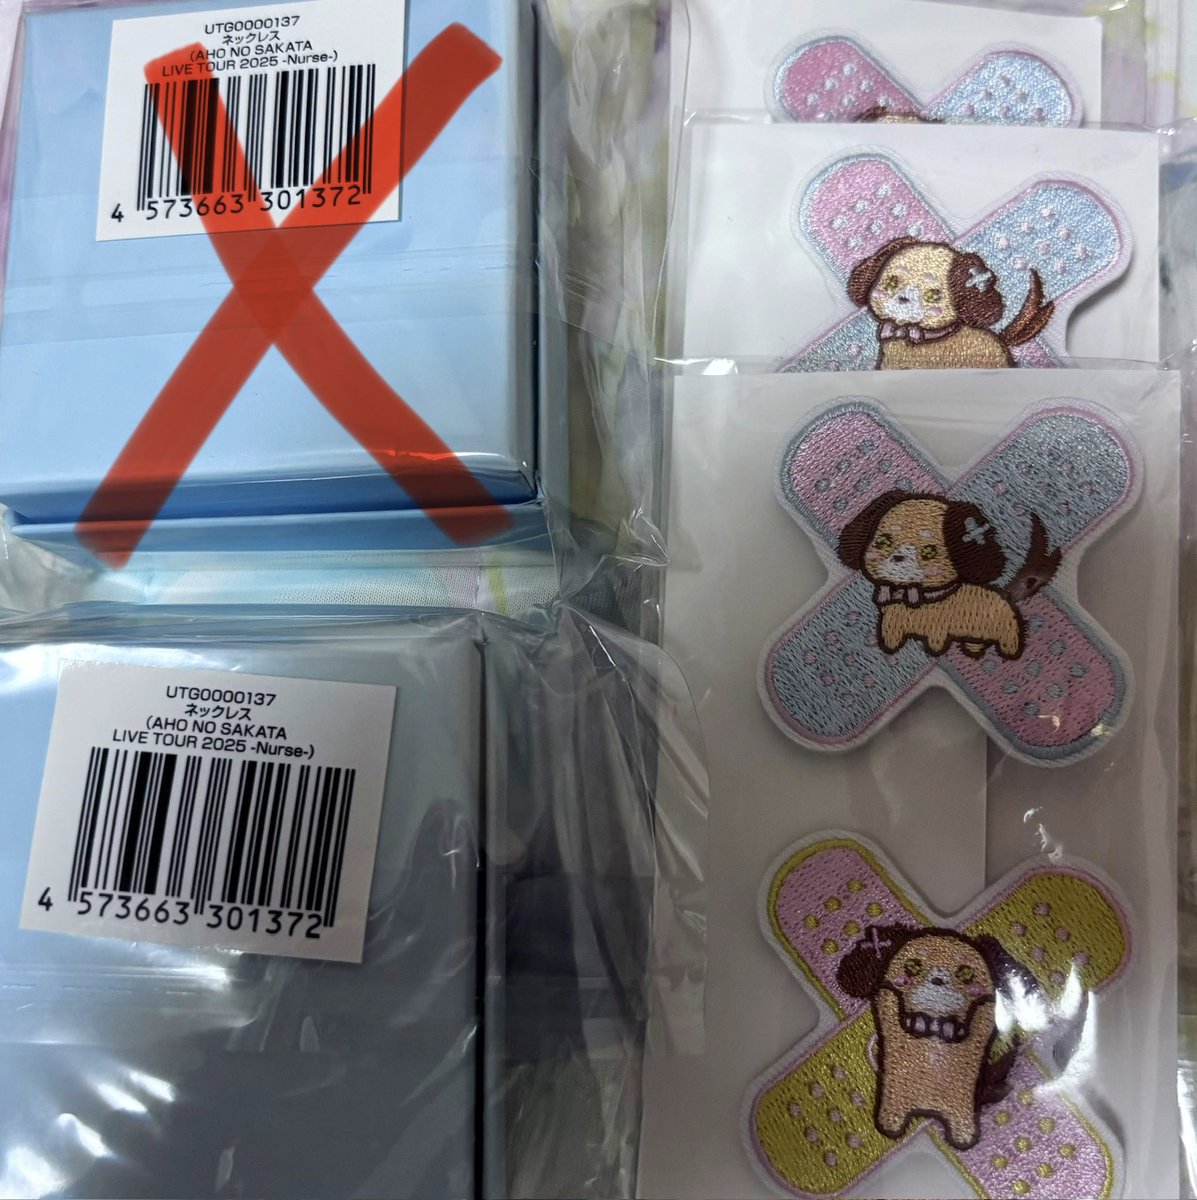 UTG0000137
ネックレス
(AHO NO SAKATA
LIVE TOUR 2025 -Nurse-)
4 573663 301372
UTG0000137
ネックレス
(AHO NO SAKATA
LIVE TOUR 2025 -Nurse-)
4 573663 301372